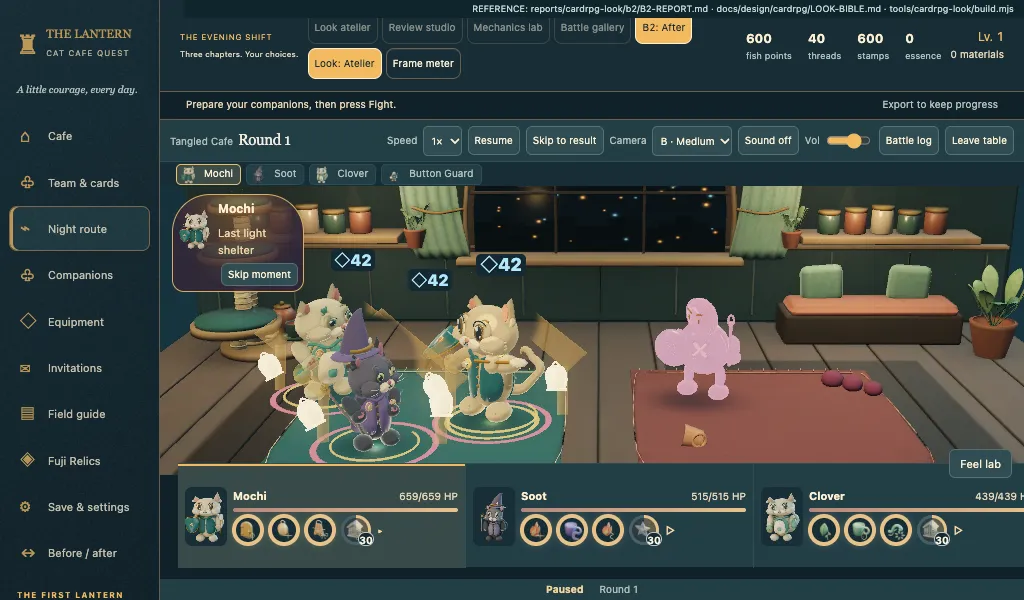 REFERENCE: reports/cardrpg-look/b2/B2-REPORT.md · docs/design/cardrpg/LOOK-BIBLE.md · tools/cardrpg-look/build.mjs
THE LANTERN
CAT CAFE QUEST
A little courage, every day.
Cafe
Team & cards
Night route
Companions
Equipment
Invitations
Field guide
Fuji Relics
Save & settings
Before / after
THE FIRST LANTERN
THE EVENING SHIFT
Three chapters. Your choices.
Look atelier
Review studio
Mechanics lab
Battle gallery
B2: After
Look: Atelier
Frame meter
600
fish points
40
threads
600
stamps
0
essence
Lv. 1
0 materials
Prepare your companions, then press Fight.
Export to keep progress
Tangled Cafe Round 1
Speed 1x Resume Skip to result Camera B · Medium Sound off Vol Battle log Leave table
Mochi
Soot
Clover
Button Guard
Mochi
Last light
shelter
Skip moment
42
42
42
Feel lab
Mochi 659/659 HP
30
Soot 515/515 HP
30
Clover 439/439 H
30
Paused Round 1